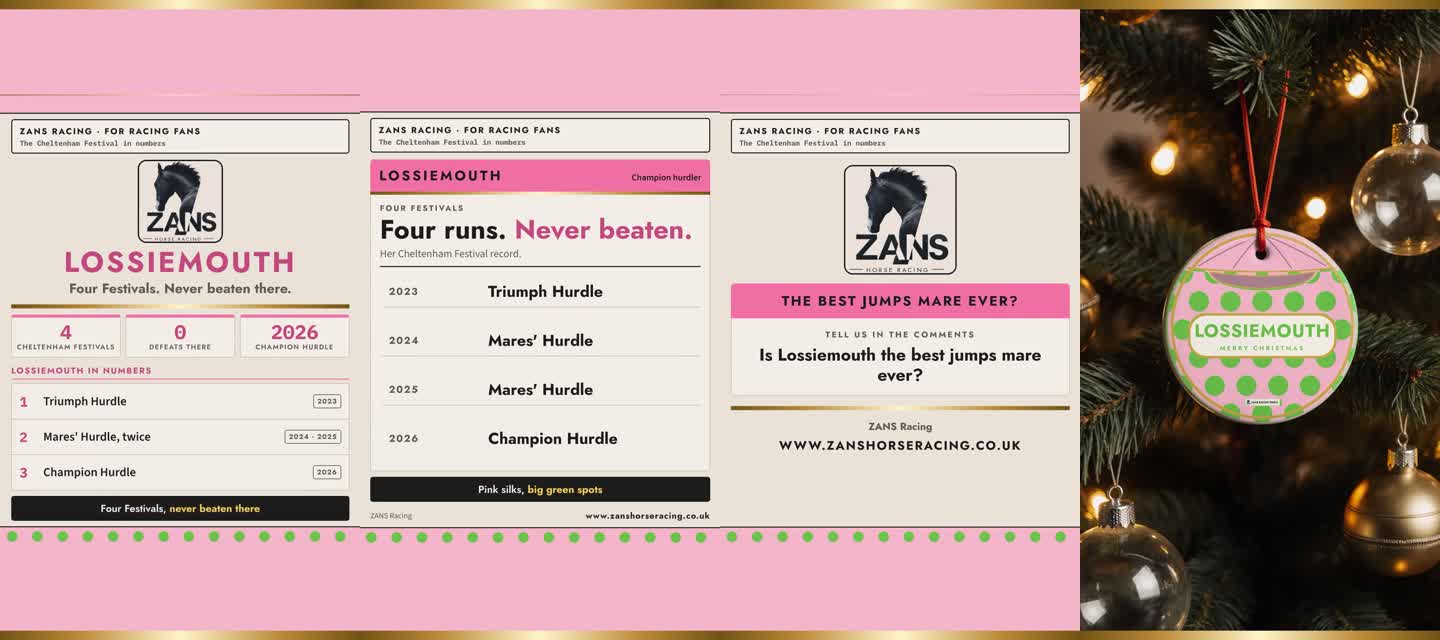 ZANS RACING · FOR RACING FANS
The Cheltenham Festival in numbers
ZANS
HORSE RACING
LOSSIEMOUTH
Four Festivals. Never beaten there.
4
CHELTENHAM FESTIVALS
0
DEFEATS THERE
2026
CHAMPION HURDLE
LOSSIEMOUTH IN NUMBERS
1 Triumph Hurdle 2023
2 Mares' Hurdle, twice 2024 · 2025
3 Champion Hurdle 2026
Four Festivals, never beaten there
ZANS RACING · FOR RACING FANS
The Cheltenham Festival in numbers
LOSSIEMOUTH Champion hurdler
FOUR FESTIVALS
Four runs. Never beaten.
Her Cheltenham Festival record.
2023 Triumph Hurdle
2024 Mares' Hurdle
2025 Mares' Hurdle
2026 Champion Hurdle
Pink silks, big green spots
ZANS Racing www.zanshorseracing.co.uk
ZANS RACING · FOR RACING FANS
The Cheltenham Festival in numbers
ZANS
HORSE RACING
THE BEST JUMPS MARE EVER?
TELL US IN THE COMMENTS
Is Lossiemouth the best jumps mare
ever?
ZANS Racing
WWW.ZANSHORSERACING.CO.UK
LOSSIEMOUTH
MERRY CHRISTMAS